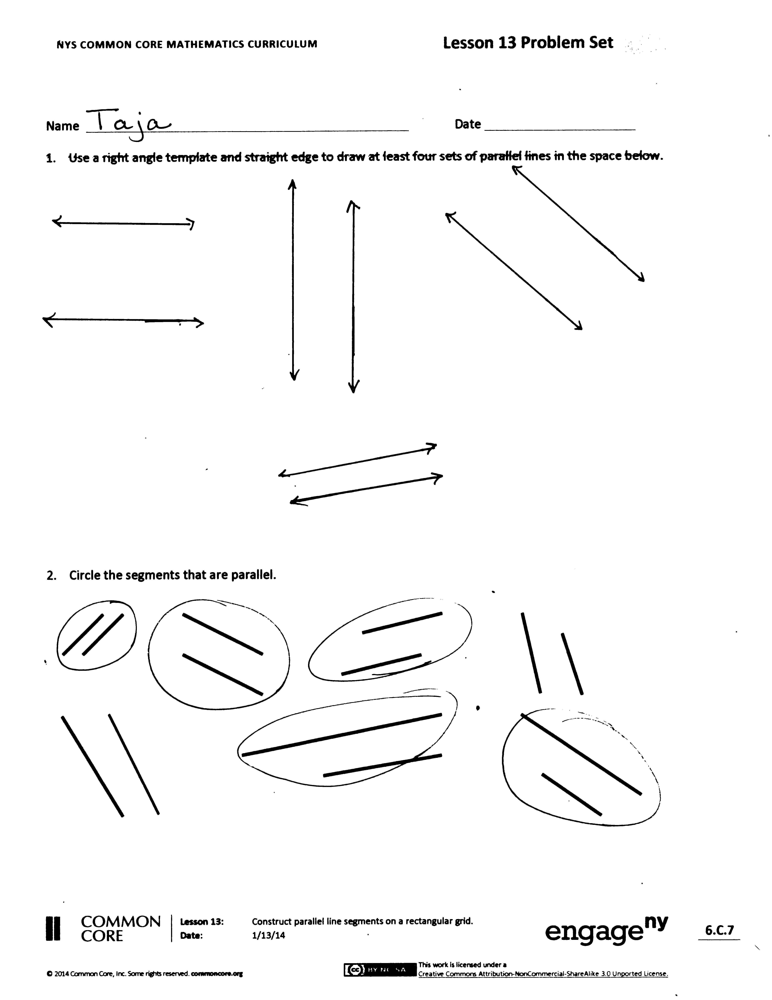 NYS COMMON CORE MATHEMATICS CURRICULUM
Lesson 13 Problem Set
Name Taja
Date
1. Use a right angle template and straight edge to draw at least four sets of parallel lines in the space below.
2. Circle the segments that are parallel.
COMMON
CORE
Lesson 13: Construct parallel line segments on a rectangular grid.
Date: 1/13/14
engage ny
6.C.7
© 2014 Common Core, Inc. Some rights reserved. commoncore.org
cc BY NC SA
This work is licensed under a
Creative Commons Attribution-NonCommercial-ShareAlike 3.0 Unported License.